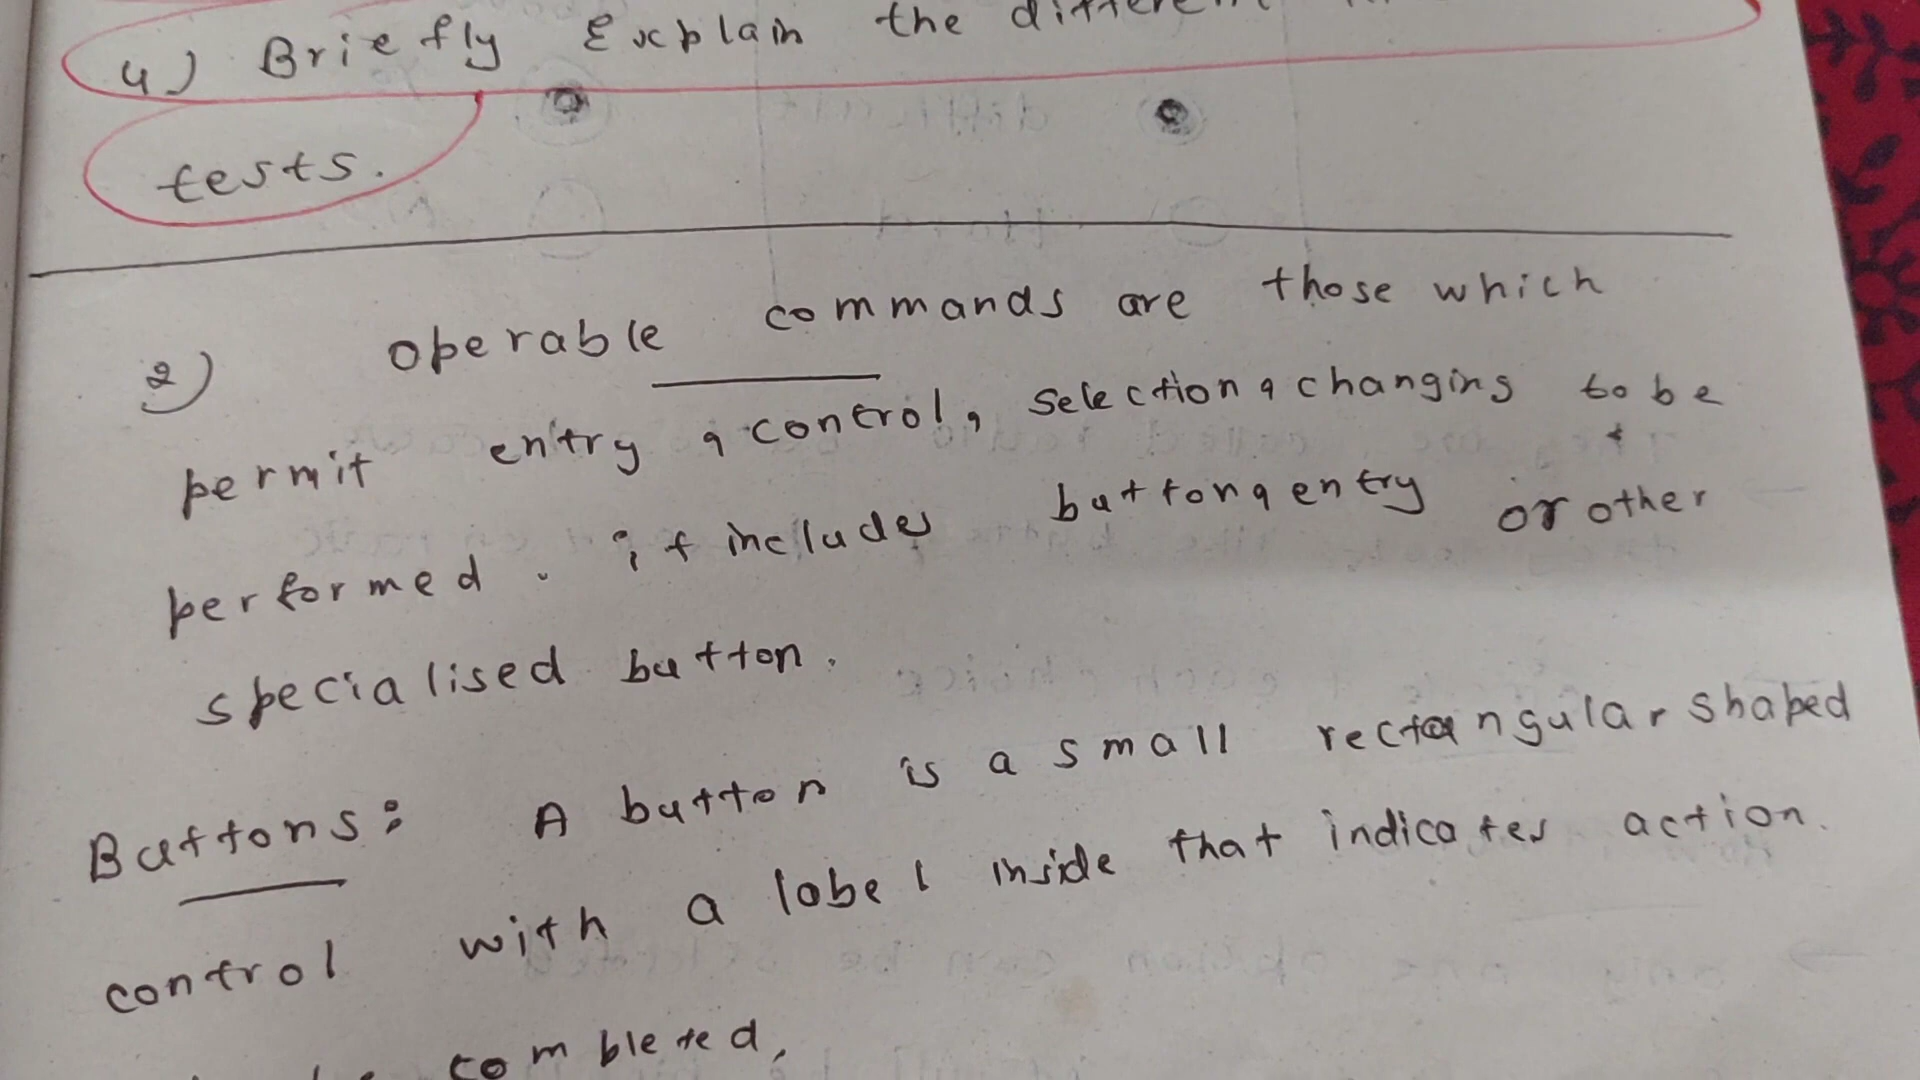 4) Briefly Explain the different
tests.
2) operable commands are those which
permit entry, control, selection, changing to be
performed. it includes button, entry or other
specialised button.
Buttons: A button is a small rectangular shaped
control with a label inside that indicates action.
completed.